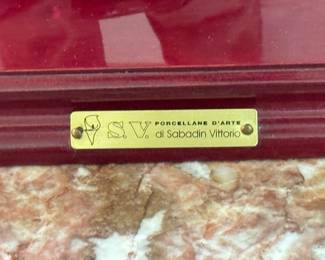 S.V. PORCELLANE D'ARTE
di Sabadin Vittorio